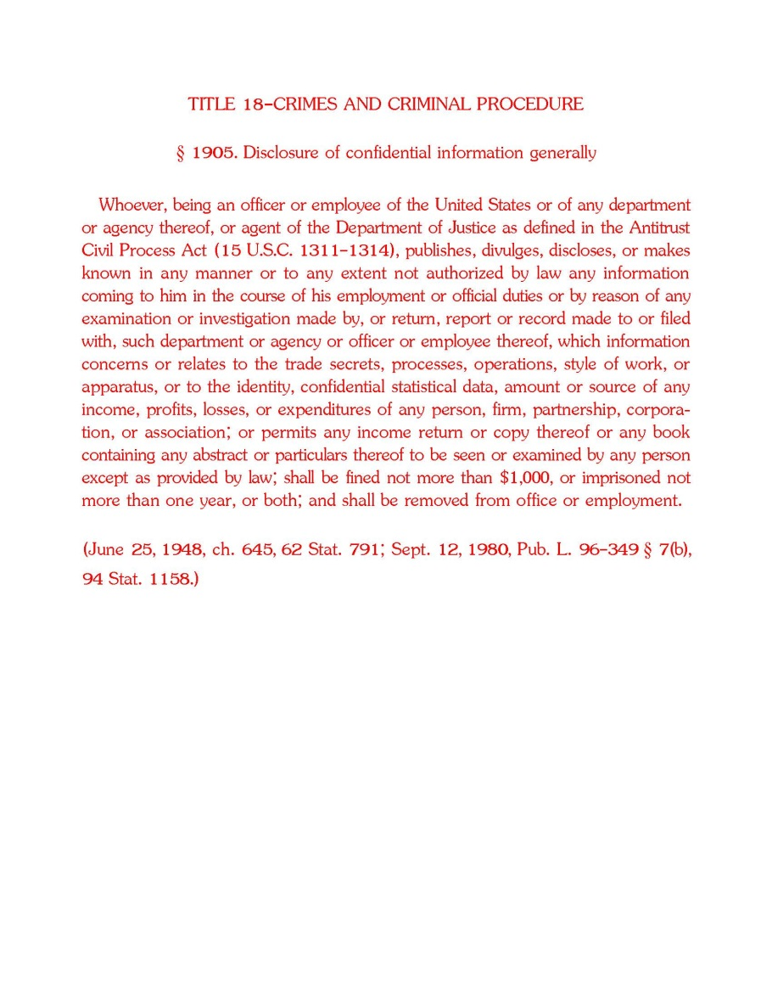 TITLE 18–CRIMES AND CRIMINAL PROCEDURE
§ 1905. Disclosure of confidential information generally
Whoever, being an officer or employee of the United States or of any department
or agency thereof, or agent of the Department of Justice as defined in the Antitrust
Civil Process Act (15 U.S.C. 1311–1314), publishes, divulges, discloses, or makes
known in any manner or to any extent not authorized by law any information
coming to him in the course of his employment or official duties or by reason of any
examination or investigation made by, or return, report or record made to or filed
with, such department or agency or officer or employee thereof, which information
concerns or relates to the trade secrets, processes, operations, style of work, or
apparatus, or to the identity, confidential statistical data, amount or source of any
income, profits, losses, or expenditures of any person, firm, partnership, corpora-
tion, or association; or permits any income return or copy thereof or any book
containing any abstract or particulars thereof to be seen or examined by any person
except as provided by law; shall be fined not more than $1,000, or imprisoned not
more than one year, or both; and shall be removed from office or employment.
(June 25, 1948, ch. 645, 62 Stat. 791; Sept. 12, 1980, Pub. L. 96–349 § 7(b),
94 Stat. 1158.)